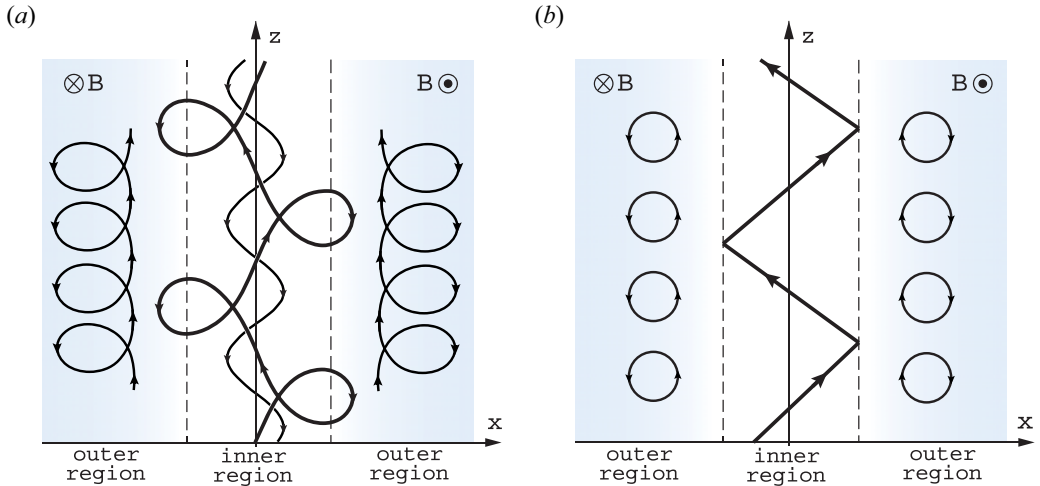 (a)
z
⊗B
B⊙
x
outer
region
inner
region
outer
region
(b)
z
⊗B
B⊙
x
outer
region
inner
region
outer
region